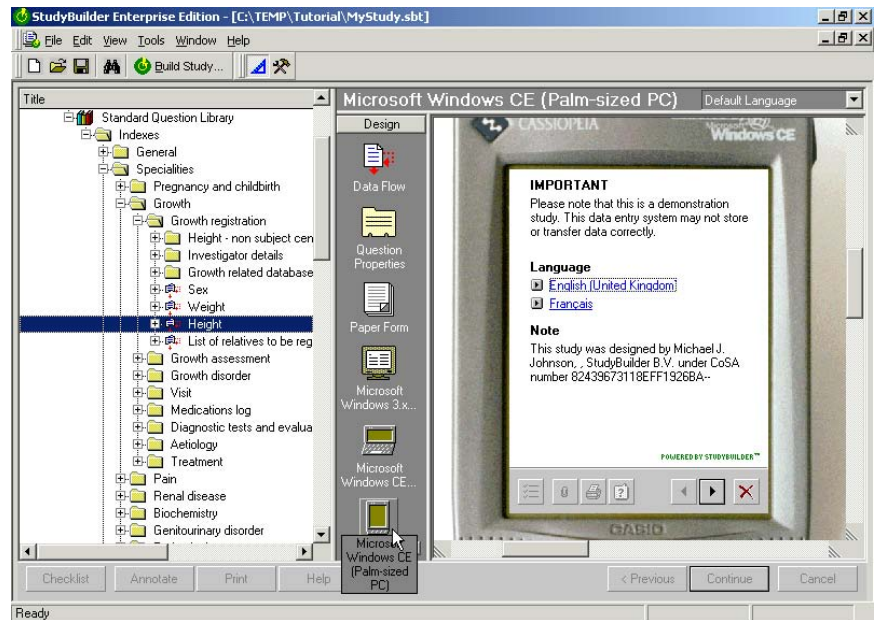 StudyBuilder Enterprise Edition - [C:\TEMP\Tutorial\MyStudy.sbt]
File Edit View Tools Window Help
Build Study...
Title
Standard Question Library
Indexes
General
Specialities
Pregnancy and childbirth
Growth
Growth registration
Height - non subject cen
Investigator details
Growth related database
Sex
Weight
Height
List of relatives to be reg
Growth assessment
Growth disorder
Visit
Medications log
Diagnostic tests and evalua
Aetiology
Treatment
Pain
Renal disease
Biochemistry
Genitourinary disorder
Design
Data Flow
Question
Properties
Paper Form
Microsoft
Windows 3.x...
Microsoft
Windows CE...
Microsoft
Windows CE
(Palm-sized
PC)
Microsoft Windows CE (Palm-sized PC) Default Language
CASSIOPEIA
Windows CE
IMPORTANT
Please note that this is a demonstration
study. This data entry system may not store
or transfer data correctly.
Language
English (United Kingdom)
Français
Note
This study was designed by Michael J.
Johnson, , StudyBuilder B.V. under CoSA
number 82439673118EFF1926BA--
POWERED BY STUDYBUILDER™
CASIO
Checklist Annotate Print Help < Previous Continue Cancel
Ready